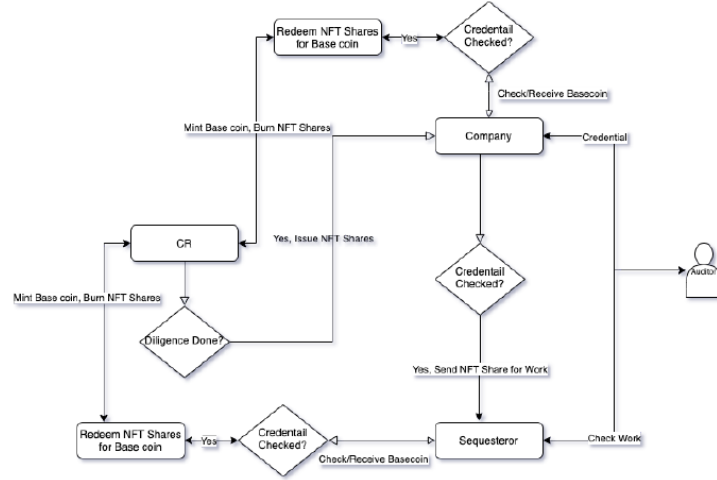 Redeem NFT Shares
for Base coin
Yes
Credentail
Checked?
Check/Receive Basecoin
Mint Base coin, Burn NFT Shares
Company
Credential
CR
Yes, Issue NFT Shares
Credentail
Checked?
Auditor
Mint Base coin, Burn NFT Shares
Diligence Done?
Yes, Send NFT Share for Work
Redeem NFT Shares
for Base coin
Yes
Credentail
Checked?
Check/Receive Basecoin
Sequesteror
Check Work